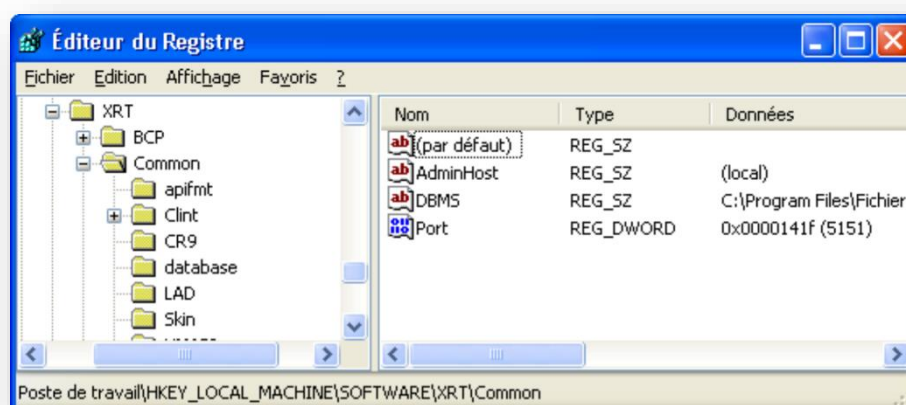 Éditeur du Registre
Fichier Edition Affichage Favoris ?
XRT
BCP
Common
apifmt
Clint
CR9
database
LAD
Skin
Nom Type Données
(par défaut) REG_SZ
AdminHost REG_SZ (local)
DBMS REG_SZ C:\Program Files\Fichier
Port REG_DWORD 0x0000141f (5151)
Poste de travail\HKEY_LOCAL_MACHINE\SOFTWARE\XRT\Common